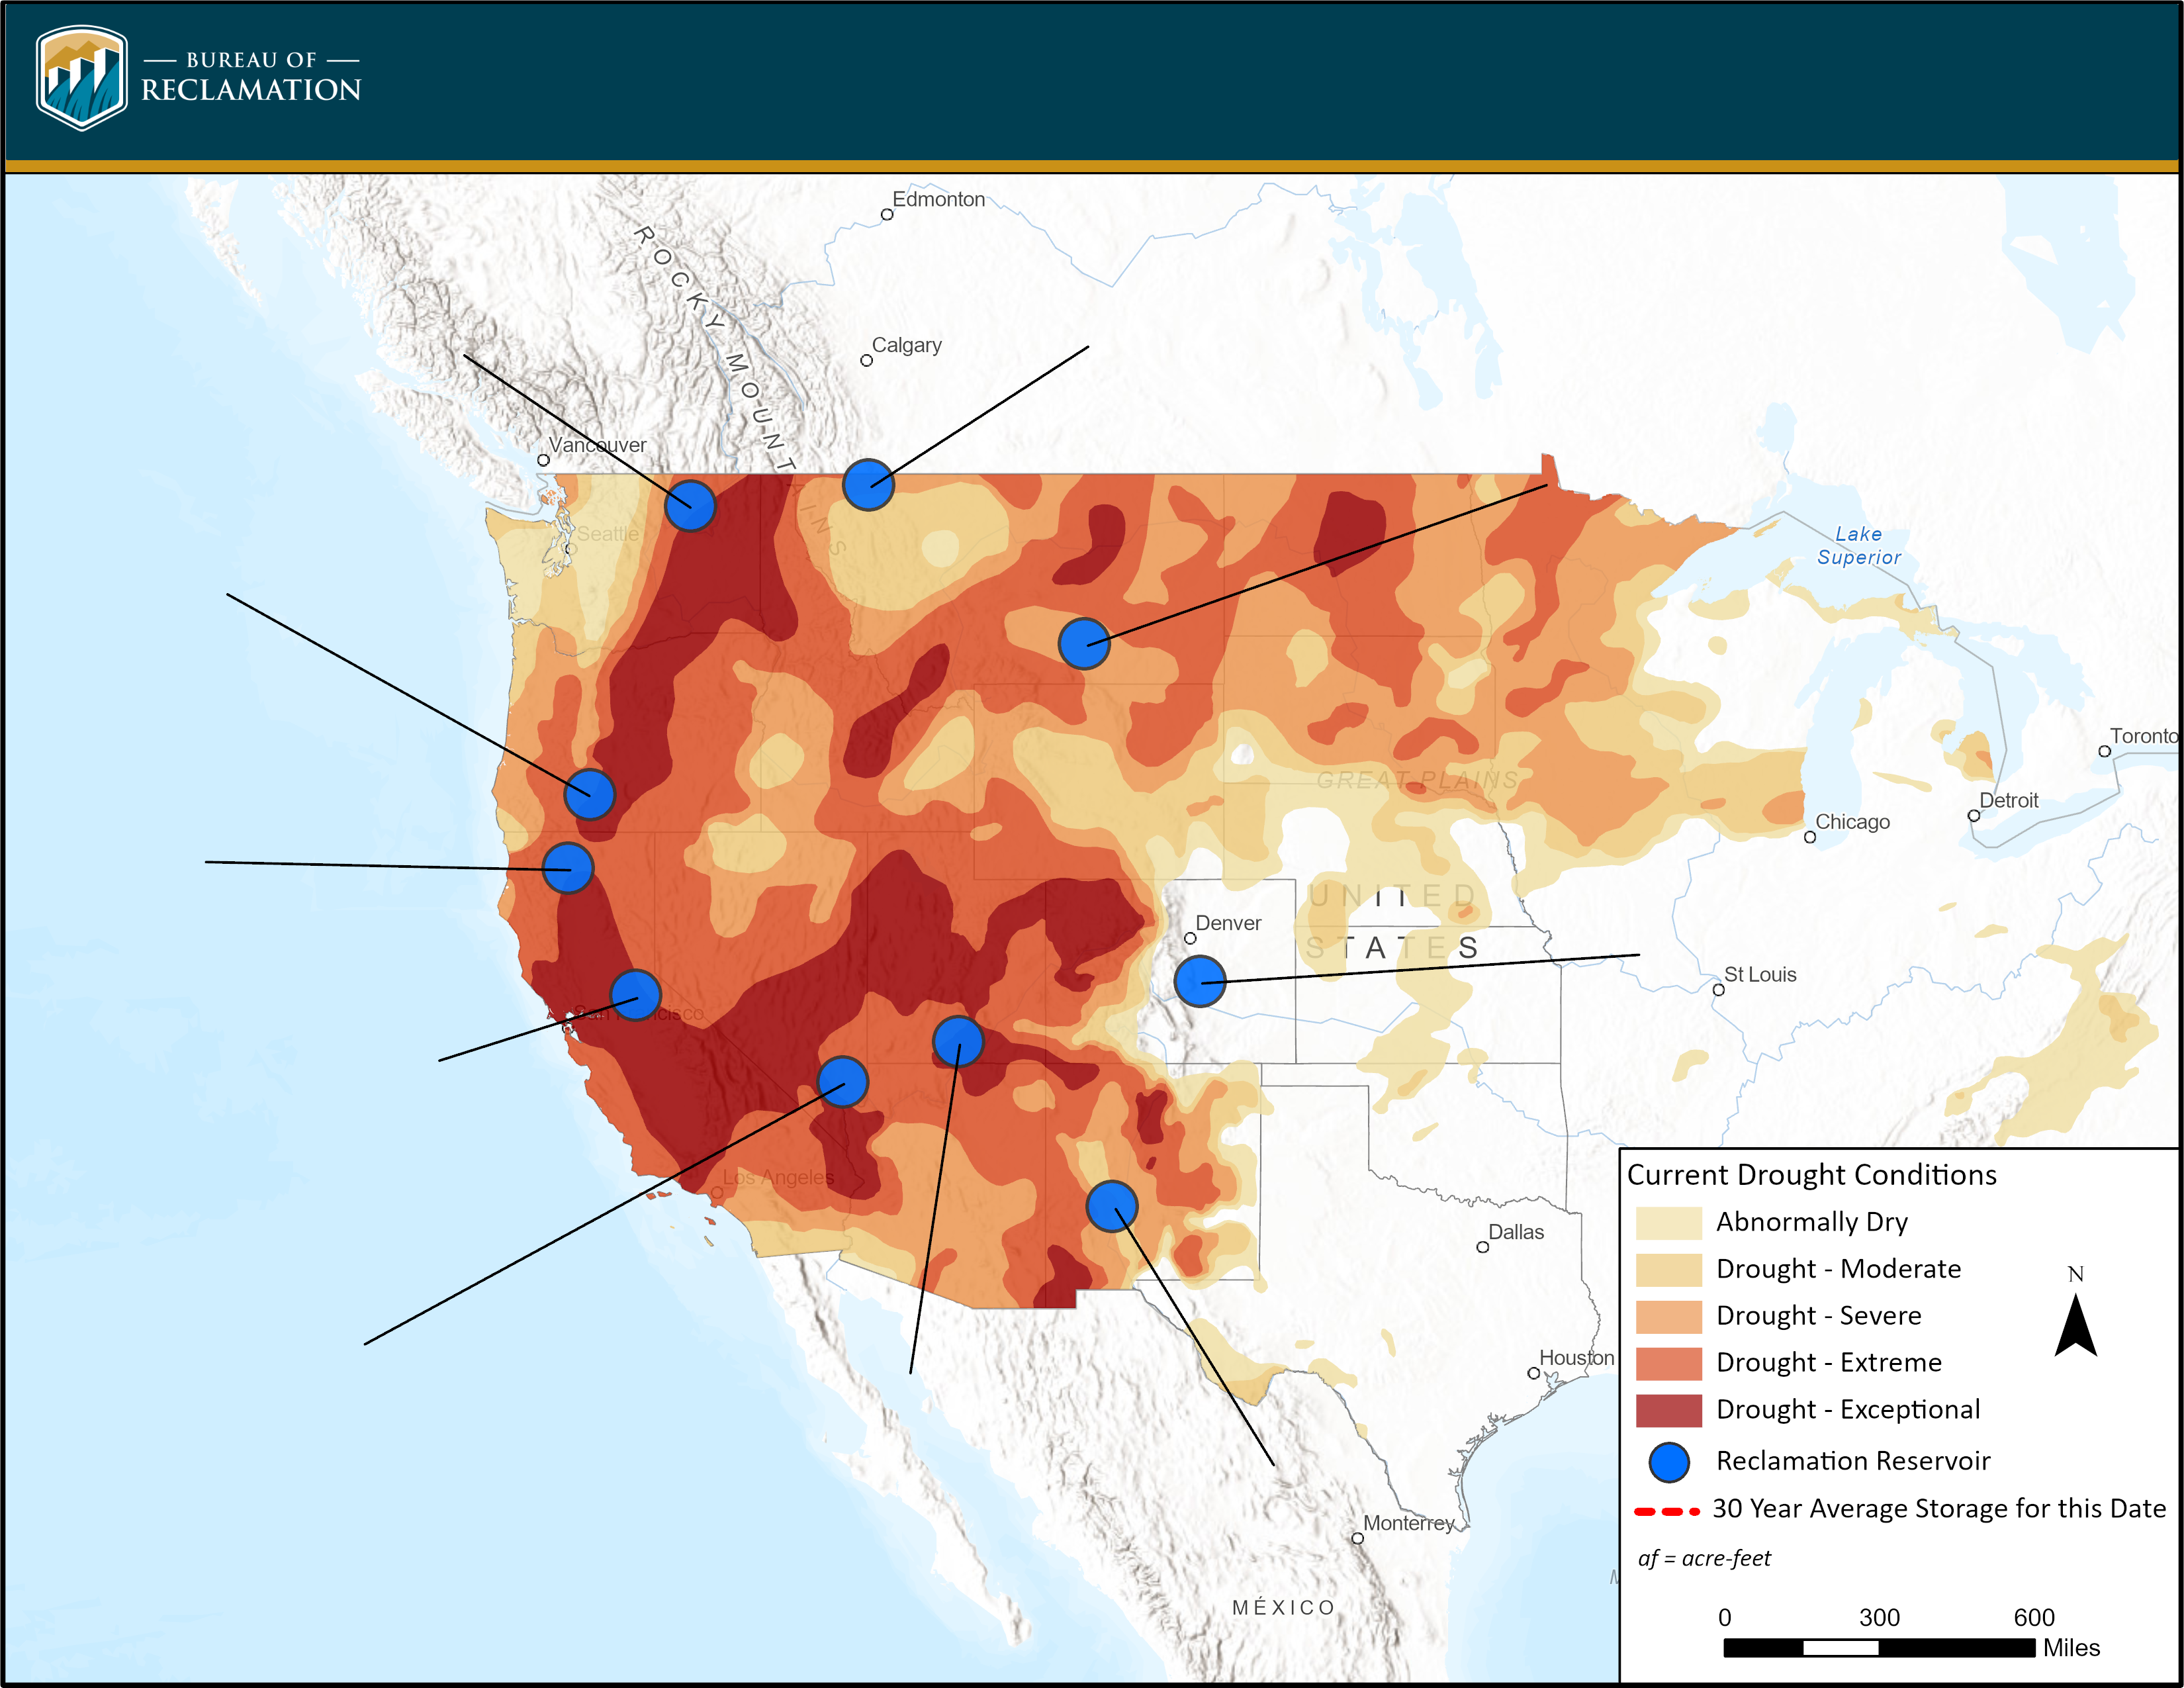 BUREAU OF
RECLAMATION
Edmonton
ROCKY MOUNTAINS
Calgary
Vancouver
Seattle
Lake
Superior
Toronto
GREAT PLAINS
Detroit
Chicago
UNITED
STATES
Denver
St Louis
San Francisco
Los Angeles
Dallas
Houston
Monterrey
MÉXICO
Current Drought Conditions
Abnormally Dry
Drought - Moderate
N
Drought - Severe
Drought - Extreme
Drought - Exceptional
Reclamation Reservoir
30 Year Average Storage for this Date
af = acre-feet
0 300 600
Miles